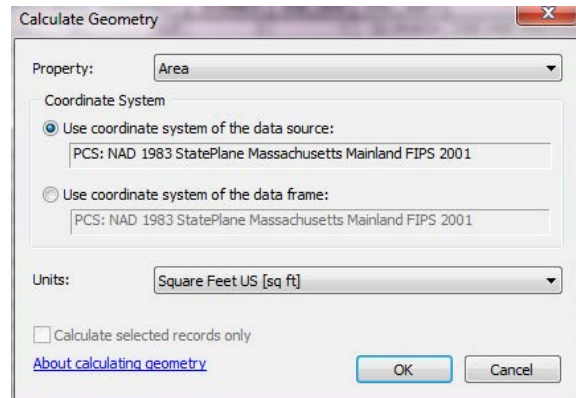 Calculate Geometry
Property:
Area
Coordinate System
Use coordinate system of the data source:
PCS: NAD 1983 StatePlane Massachusetts Mainland FIPS 2001
Use coordinate system of the data frame:
PCS: NAD 1983 StatePlane Massachusetts Mainland FIPS 2001
Units:
Square Feet US [sq ft]
Calculate selected records only
About calculating geometry
OK
Cancel